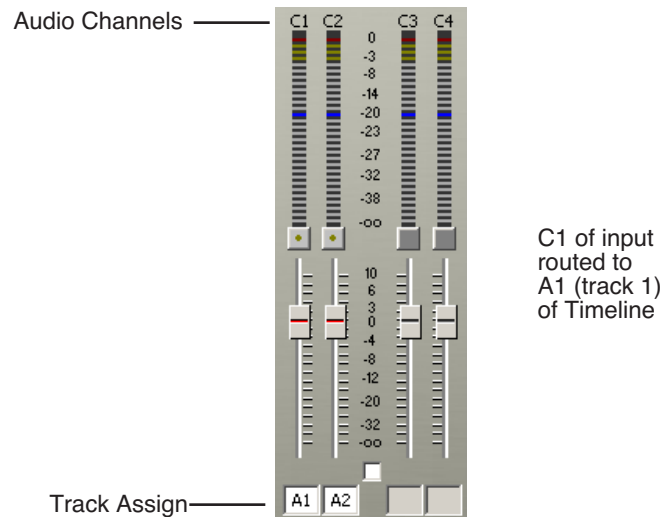 Audio Channels
C1 C2 C3 C4
0
-3
-8
-14
-20
-23
-27
-32
-38
-oo
10
6
3
0
-4
-8
-12
-20
-32
-oo
C1 of input
routed to
A1 (track 1)
of Timeline
Track Assign
A1 A2